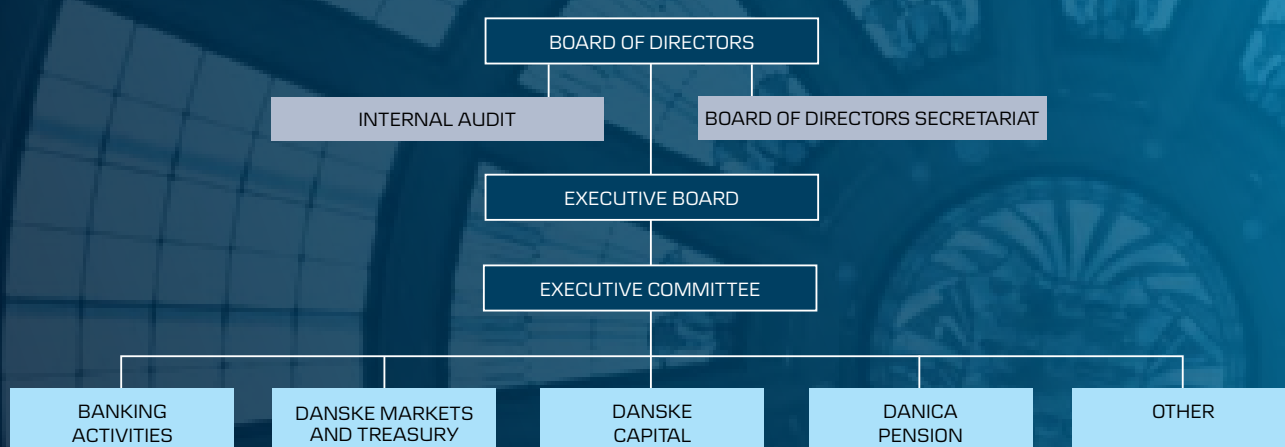 BOARD OF DIRECTORS
INTERNAL AUDIT
BOARD OF DIRECTORS SECRETARIAT
EXECUTIVE BOARD
EXECUTIVE COMMITTEE
BANKING
ACTIVITIES
DANSKE MARKETS
AND TREASURY
DANSKE
CAPITAL
DANICA
PENSION
OTHER